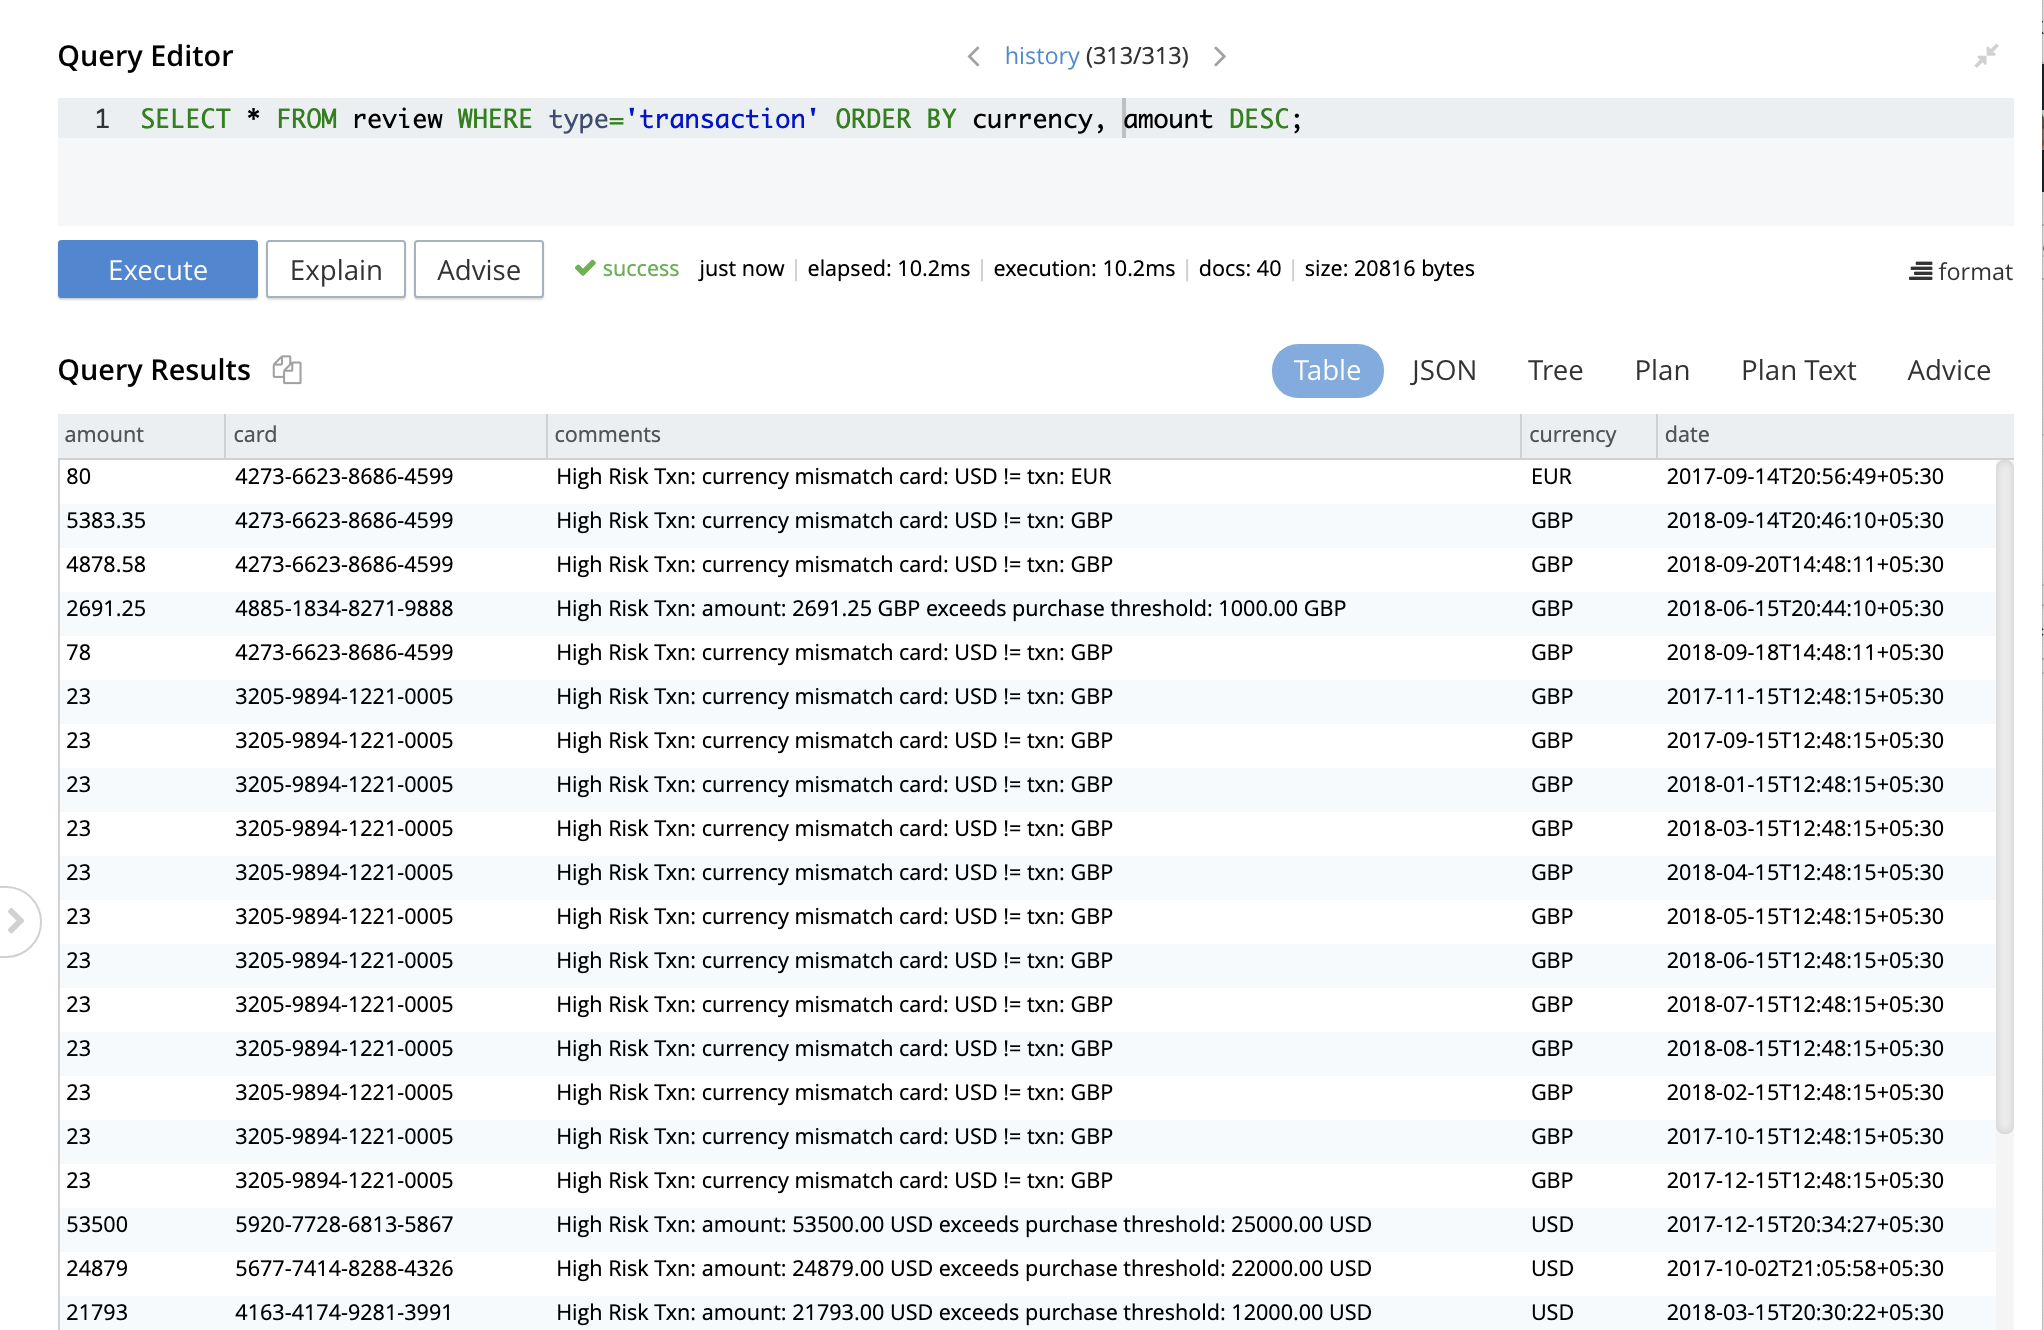 Query Editor
history (313/313)
1 SELECT * FROM review WHERE type='transaction' ORDER BY currency, amount DESC;
Execute Explain Advise success just now elapsed: 10.2ms execution: 10.2ms docs: 40 size: 20816 bytes format
Query Results Table JSON Tree Plan Plan Text Advice
amount card comments currency date
80 4273-6623-8686-4599 High Risk Txn: currency mismatch card: USD != txn: EUR EUR 2017-09-14T20:56:49+05:30
5383.35 4273-6623-8686-4599 High Risk Txn: currency mismatch card: USD != txn: GBP GBP 2018-09-14T20:46:10+05:30
4878.58 4273-6623-8686-4599 High Risk Txn: currency mismatch card: USD != txn: GBP GBP 2018-09-20T14:48:11+05:30
2691.25 4885-1834-8271-9888 High Risk Txn: amount: 2691.25 GBP exceeds purchase threshold: 1000.00 GBP GBP 2018-06-15T20:44:10+05:30
78 4273-6623-8686-4599 High Risk Txn: currency mismatch card: USD != txn: GBP GBP 2018-09-18T14:48:11+05:30
23 3205-9894-1221-0005 High Risk Txn: currency mismatch card: USD != txn: GBP GBP 2017-11-15T12:48:15+05:30
23 3205-9894-1221-0005 High Risk Txn: currency mismatch card: USD != txn: GBP GBP 2017-09-15T12:48:15+05:30
23 3205-9894-1221-0005 High Risk Txn: currency mismatch card: USD != txn: GBP GBP 2018-01-15T12:48:15+05:30
23 3205-9894-1221-0005 High Risk Txn: currency mismatch card: USD != txn: GBP GBP 2018-03-15T12:48:15+05:30
23 3205-9894-1221-0005 High Risk Txn: currency mismatch card: USD != txn: GBP GBP 2018-04-15T12:48:15+05:30
23 3205-9894-1221-0005 High Risk Txn: currency mismatch card: USD != txn: GBP GBP 2018-05-15T12:48:15+05:30
23 3205-9894-1221-0005 High Risk Txn: currency mismatch card: USD != txn: GBP GBP 2018-06-15T12:48:15+05:30
23 3205-9894-1221-0005 High Risk Txn: currency mismatch card: USD != txn: GBP GBP 2018-07-15T12:48:15+05:30
23 3205-9894-1221-0005 High Risk Txn: currency mismatch card: USD != txn: GBP GBP 2018-08-15T12:48:15+05:30
23 3205-9894-1221-0005 High Risk Txn: currency mismatch card: USD != txn: GBP GBP 2018-02-15T12:48:15+05:30
23 3205-9894-1221-0005 High Risk Txn: currency mismatch card: USD != txn: GBP GBP 2017-10-15T12:48:15+05:30
23 3205-9894-1221-0005 High Risk Txn: currency mismatch card: USD != txn: GBP GBP 2017-12-15T12:48:15+05:30
53500 5920-7728-6813-5867 High Risk Txn: amount: 53500.00 USD exceeds purchase threshold: 25000.00 USD USD 2017-12-15T20:34:27+05:30
24879 5677-7414-8288-4326 High Risk Txn: amount: 24879.00 USD exceeds purchase threshold: 22000.00 USD USD 2017-10-02T21:05:58+05:30
21793 4163-4174-9281-3991 High Risk Txn: amount: 21793.00 USD exceeds purchase threshold: 12000.00 USD USD 2018-03-15T20:30:22+05:30